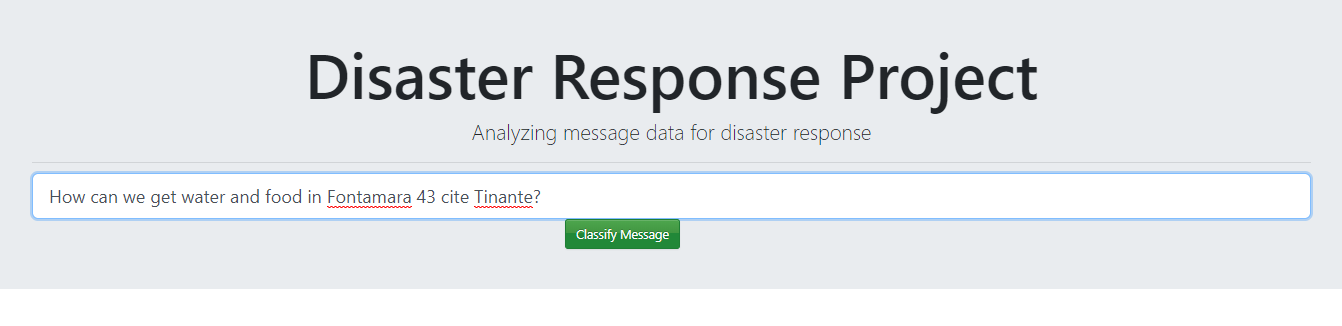 Disaster Response Project
Analyzing message data for disaster response
How can we get water and food in Fontamara 43 cite Tinante?
Classify Message